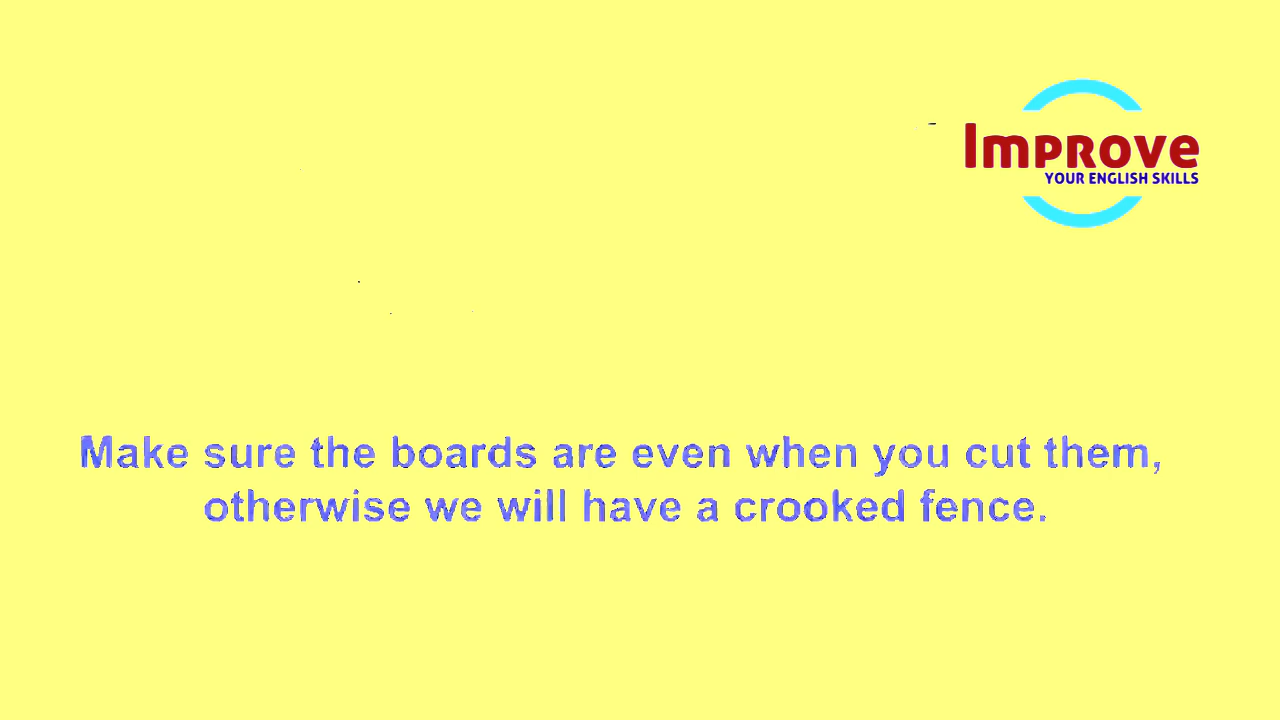 Improve
YOUR ENGLISH SKILLS
Make sure the boards are even when you cut them,
otherwise we will have a crooked fence.